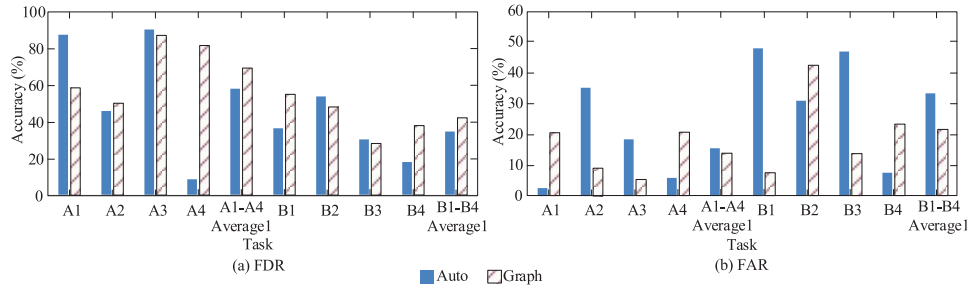 100
80
60
40
20
0
Accuracy (%)
A1 A2 A3 A4 A1-A4 B1 B2 B3 B4 B1-B4
Average1 Average1
Task
(a) FDR
60
50
40
30
20
10
0
Accuracy (%)
A1 A2 A3 A4 A1-A4 B1 B2 B3 B4 B1-B4
Average1 Average1
Task
(b) FAR
Auto Graph